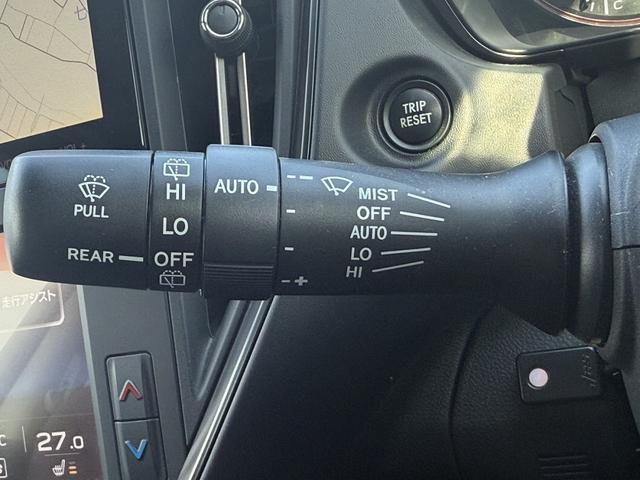 TRIP
RESET
PULL
REAR
HI
LO
OFF
AUTO
MIST
OFF
AUTO
LO
HI
- +
走行アシスト
C
27.0